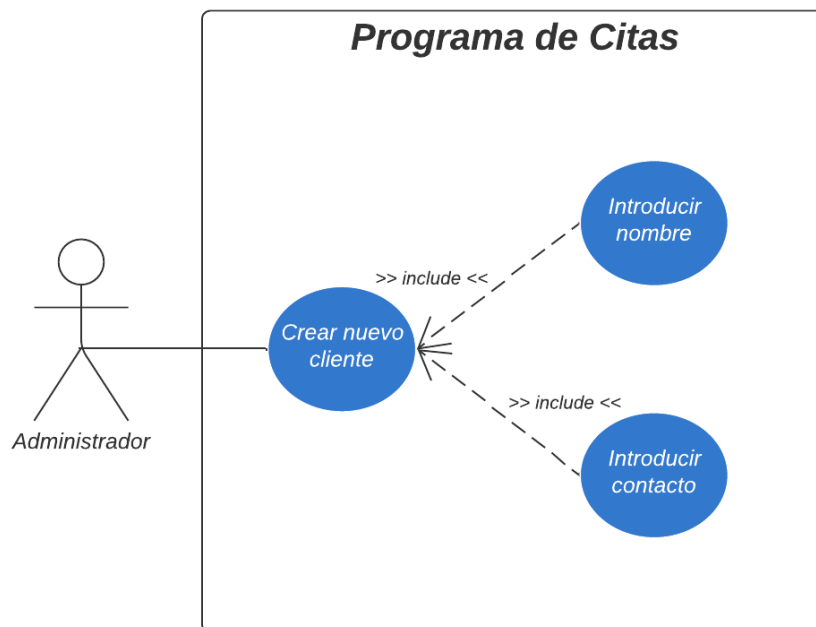 Programa de Citas
Introducir
nombre
>> include <<
Crear nuevo
cliente
>> include <<
Administrador
Introducir
contacto